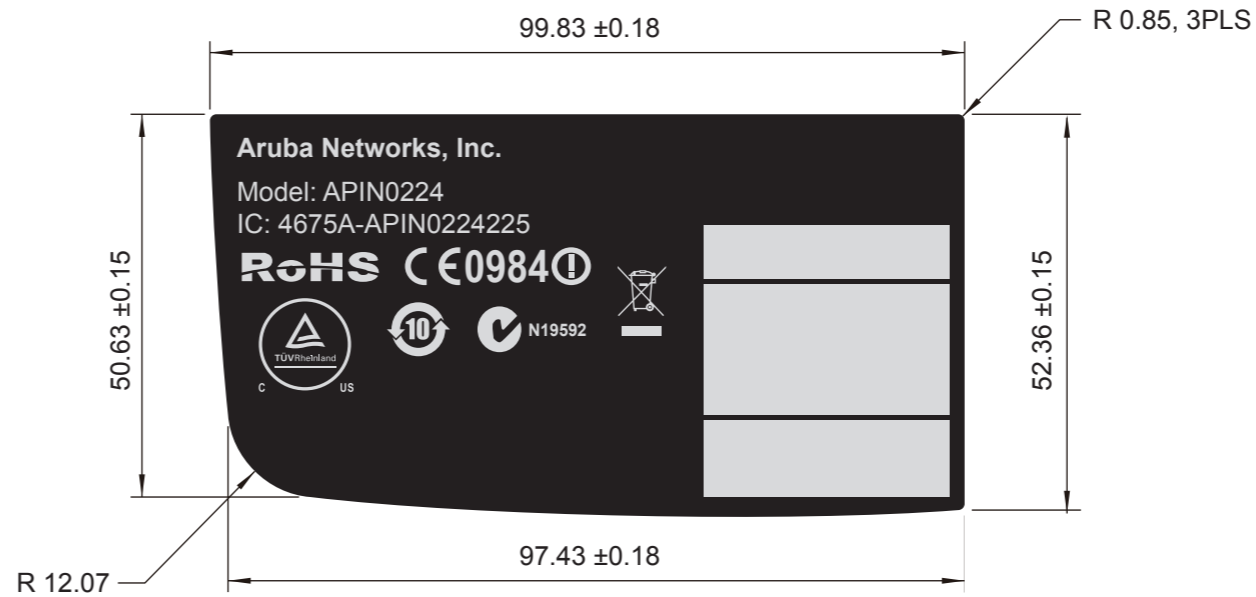 99.83 ±0.18
R 0.85, 3PLS
Aruba Networks, Inc.
Model: APIN0224
IC: 4675A-APIN0224225
RoHS CE0984!
10
N19592
TÜVRheinland
C US
50.63 ±0.15
52.36 ±0.15
97.43 ±0.18
R 12.07